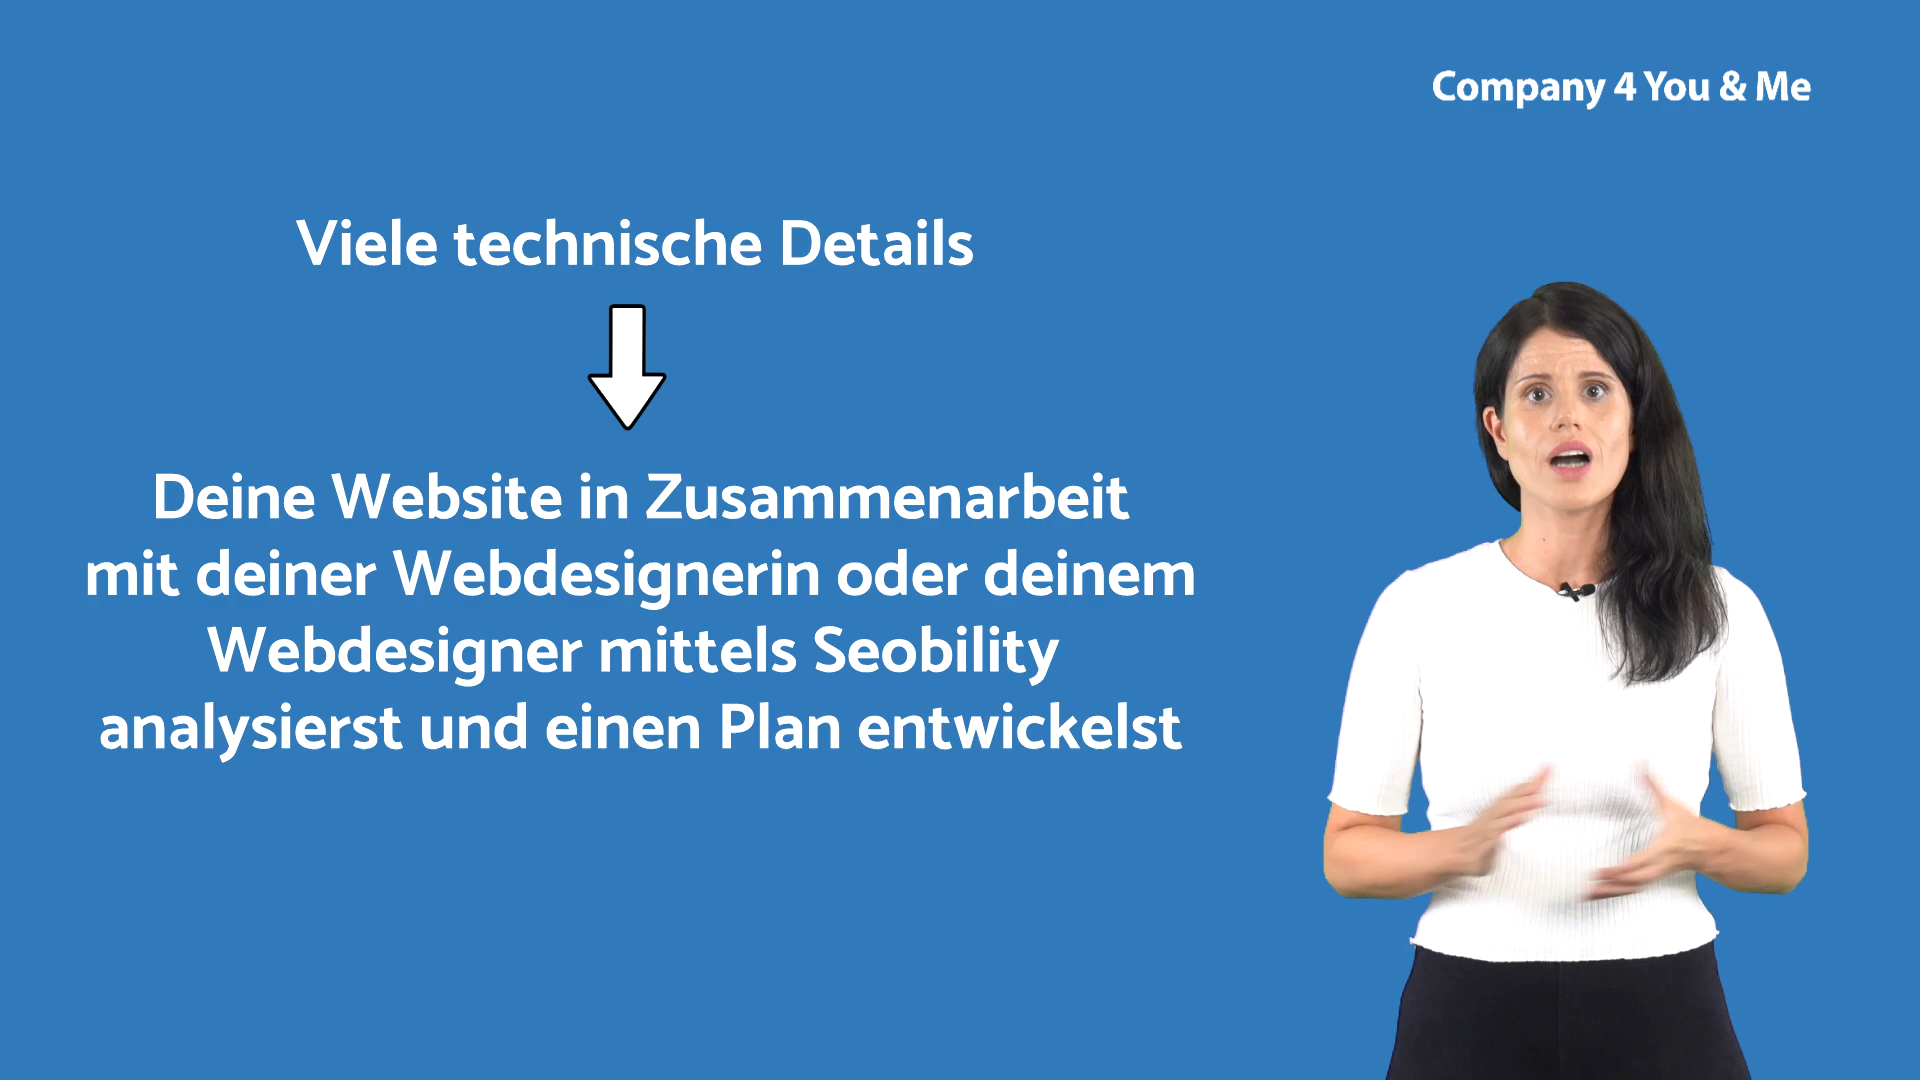 Company 4 You & Me
Viele technische Details
Deine Website in Zusammenarbeit
mit deiner Webdesignerin oder deinem
Webdesigner mittels Seobility
analysierst und einen Plan entwickelst